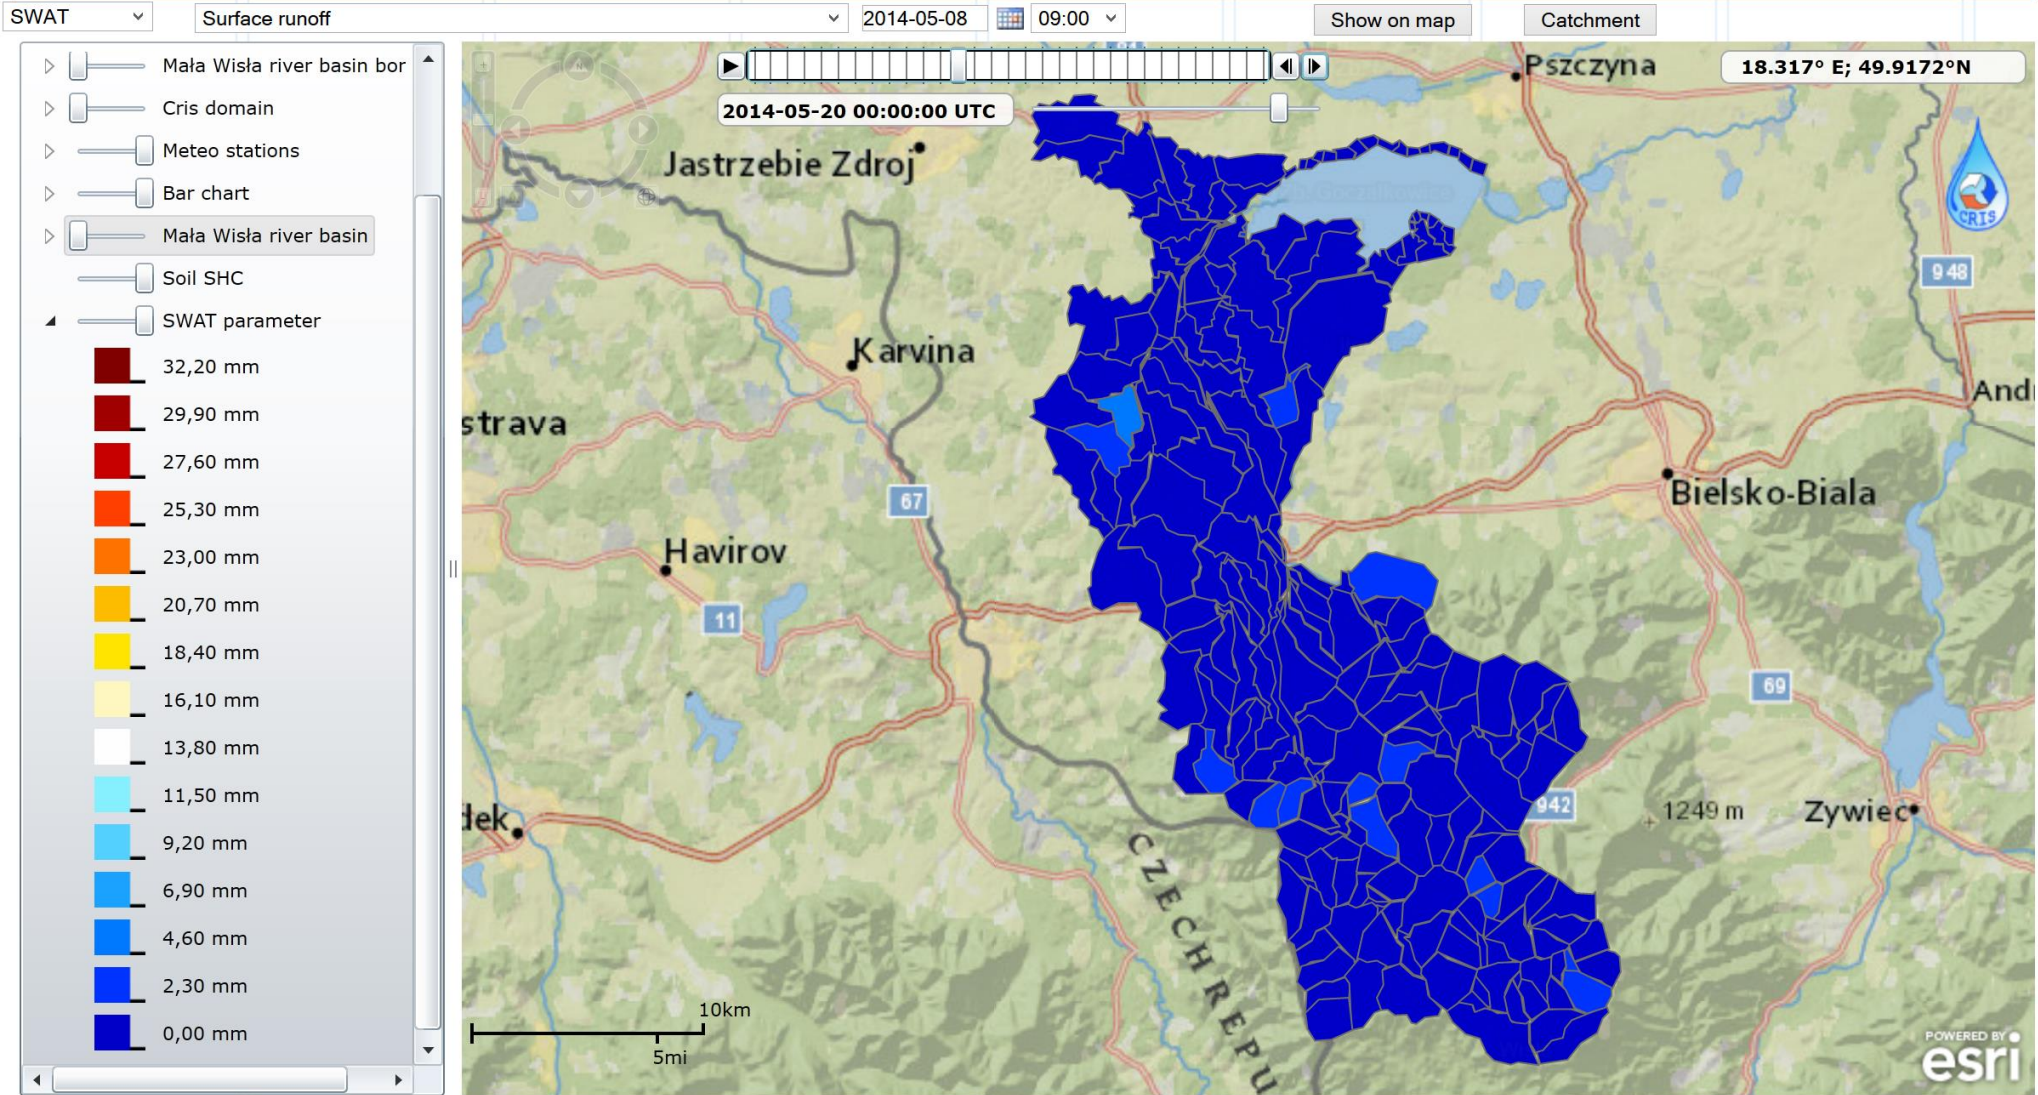 SWAT
Surface runoff
2014-05-08
09:00
Show on map
Catchment
Mała Wisła river basin bor
Cris domain
Meteo stations
Bar chart
Mała Wisła river basin
Soil SHC
SWAT parameter
32,20 mm
29,90 mm
27,60 mm
25,30 mm
23,00 mm
20,70 mm
18,40 mm
16,10 mm
13,80 mm
11,50 mm
9,20 mm
6,90 mm
4,60 mm
2,30 mm
0,00 mm
2014-05-20 00:00:00 UTC
18.317° E; 49.9172°N
Pszczyna
Jastrzebie Zdroj
CRIS
948
Karvina
Andr
strava
67
Bielsko-Biala
Havirov
11
69
942
1249 m
Zywiec
dek
CZECH REPU
10km
5mi
POWERED BY
esri